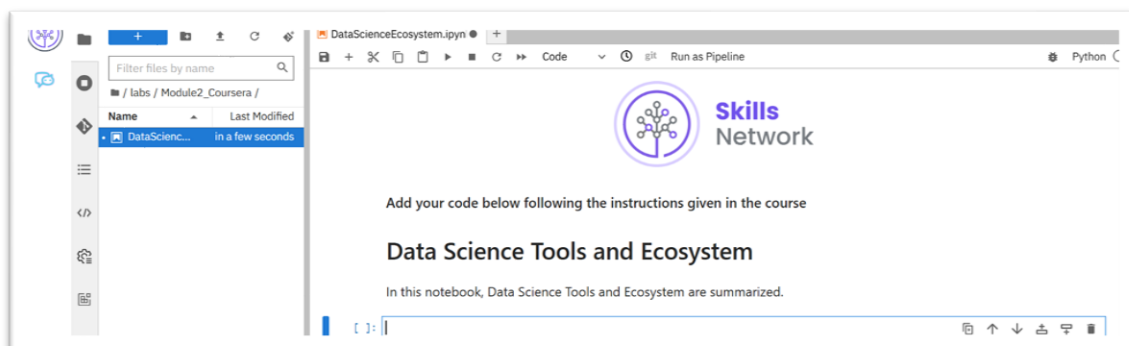 DataScienceEcosystem.ipynb
Filter files by name
/ labs / Module2_Coursera /
Name Last Modified
DataScienc... in a few seconds
Code git Run as Pipeline Python
Skills
Network
Add your code below following the instructions given in the course
Data Science Tools and Ecosystem
In this notebook, Data Science Tools and Ecosystem are summarized.
[ ]: